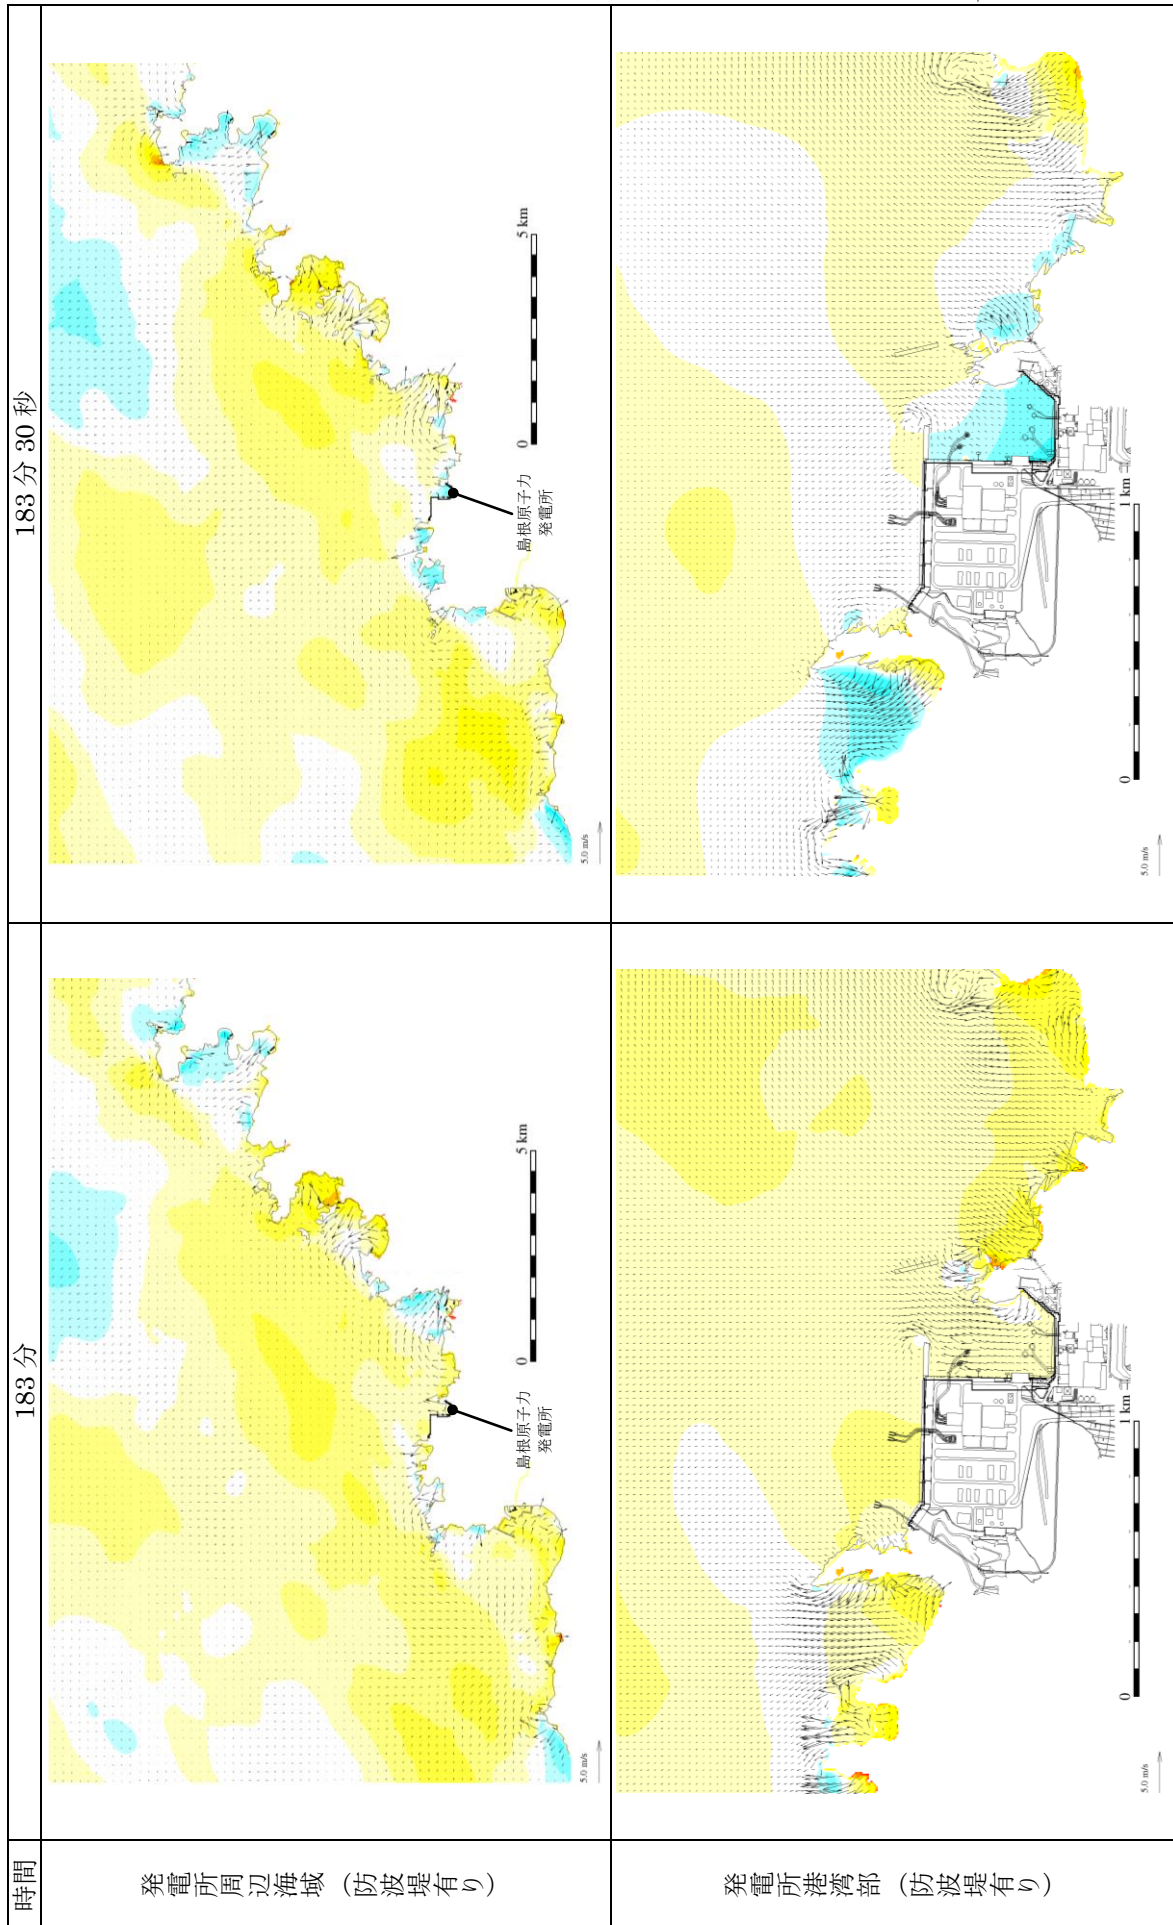 時間
183分
183分30秒
発電所周辺海域（防波堤有り）
5.0 m/s
島根原子力
発電所
0
5 km
5.0 m/s
島根原子力
発電所
0
5 km
発電所港湾部（防波堤有り）
5.0 m/s
0
1 km
5.0 m/s
0
1 km